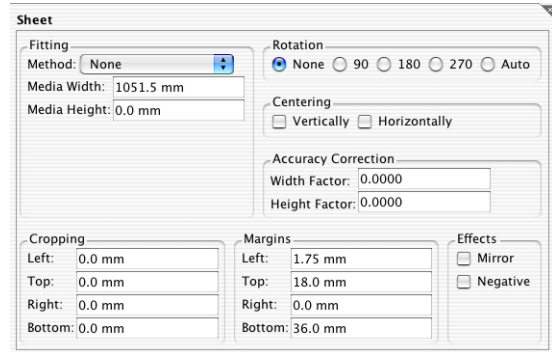 Sheet
Fitting
Method: None
Media Width: 1051.5 mm
Media Height: 0.0 mm
Rotation
None 90 180 270 Auto
Centering
Vertically Horizontally
Accuracy Correction
Width Factor: 0.0000
Height Factor: 0.0000
Cropping
Left: 0.0 mm
Top: 0.0 mm
Right: 0.0 mm
Bottom: 0.0 mm
Margins
Left: 1.75 mm
Top: 18.0 mm
Right: 0.0 mm
Bottom: 36.0 mm
Effects
Mirror
Negative